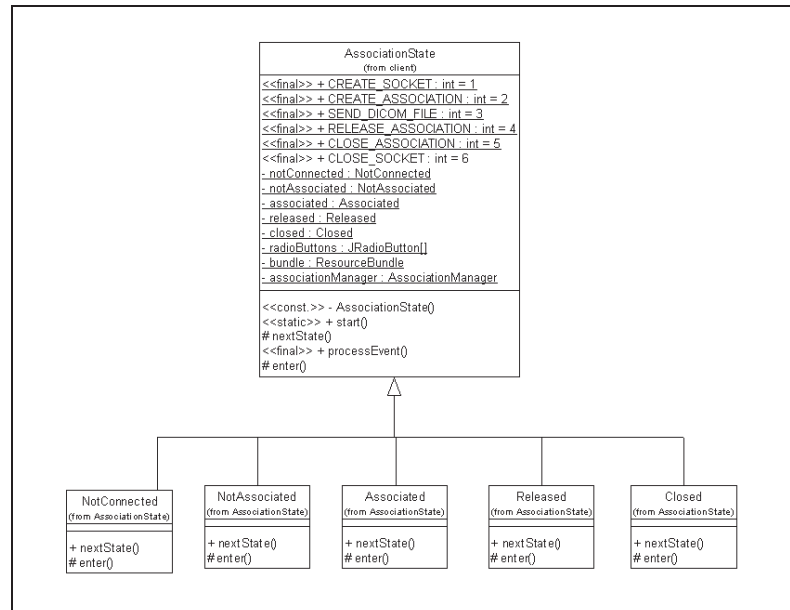 AssociationState
(from client)
<<final>> + CREATE_SOCKET : int = 1
<<final>> + CREATE_ASSOCIATION : int = 2
<<final>> + SEND_DICOM_FILE : int = 3
<<final>> + RELEASE_ASSOCIATION : int = 4
<<final>> + CLOSE_ASSOCIATION : int = 5
<<final>> + CLOSE_SOCKET : int = 6
- notConnected : NotConnected
- notAssociated : NotAssociated
- associated : Associated
- released : Released
- closed : Closed
- radioButtons : JRadioButton[]
- bundle : ResourceBundle
- associationManager : AssociationManager
<<const.>> - AssociationState()
<<static>> + start()
# nextState()
<<final>> + processEvent()
# enter()
NotConnected
(from AssociationState)
+ nextState()
# enter()
NotAssociated
(from AssociationState)
+ nextState()
# enter()
Associated
(from AssociationState)
+ nextState()
# enter()
Released
(from AssociationState)
+ nextState()
# enter()
Closed
(from AssociationState)
+ nextState()
# enter()